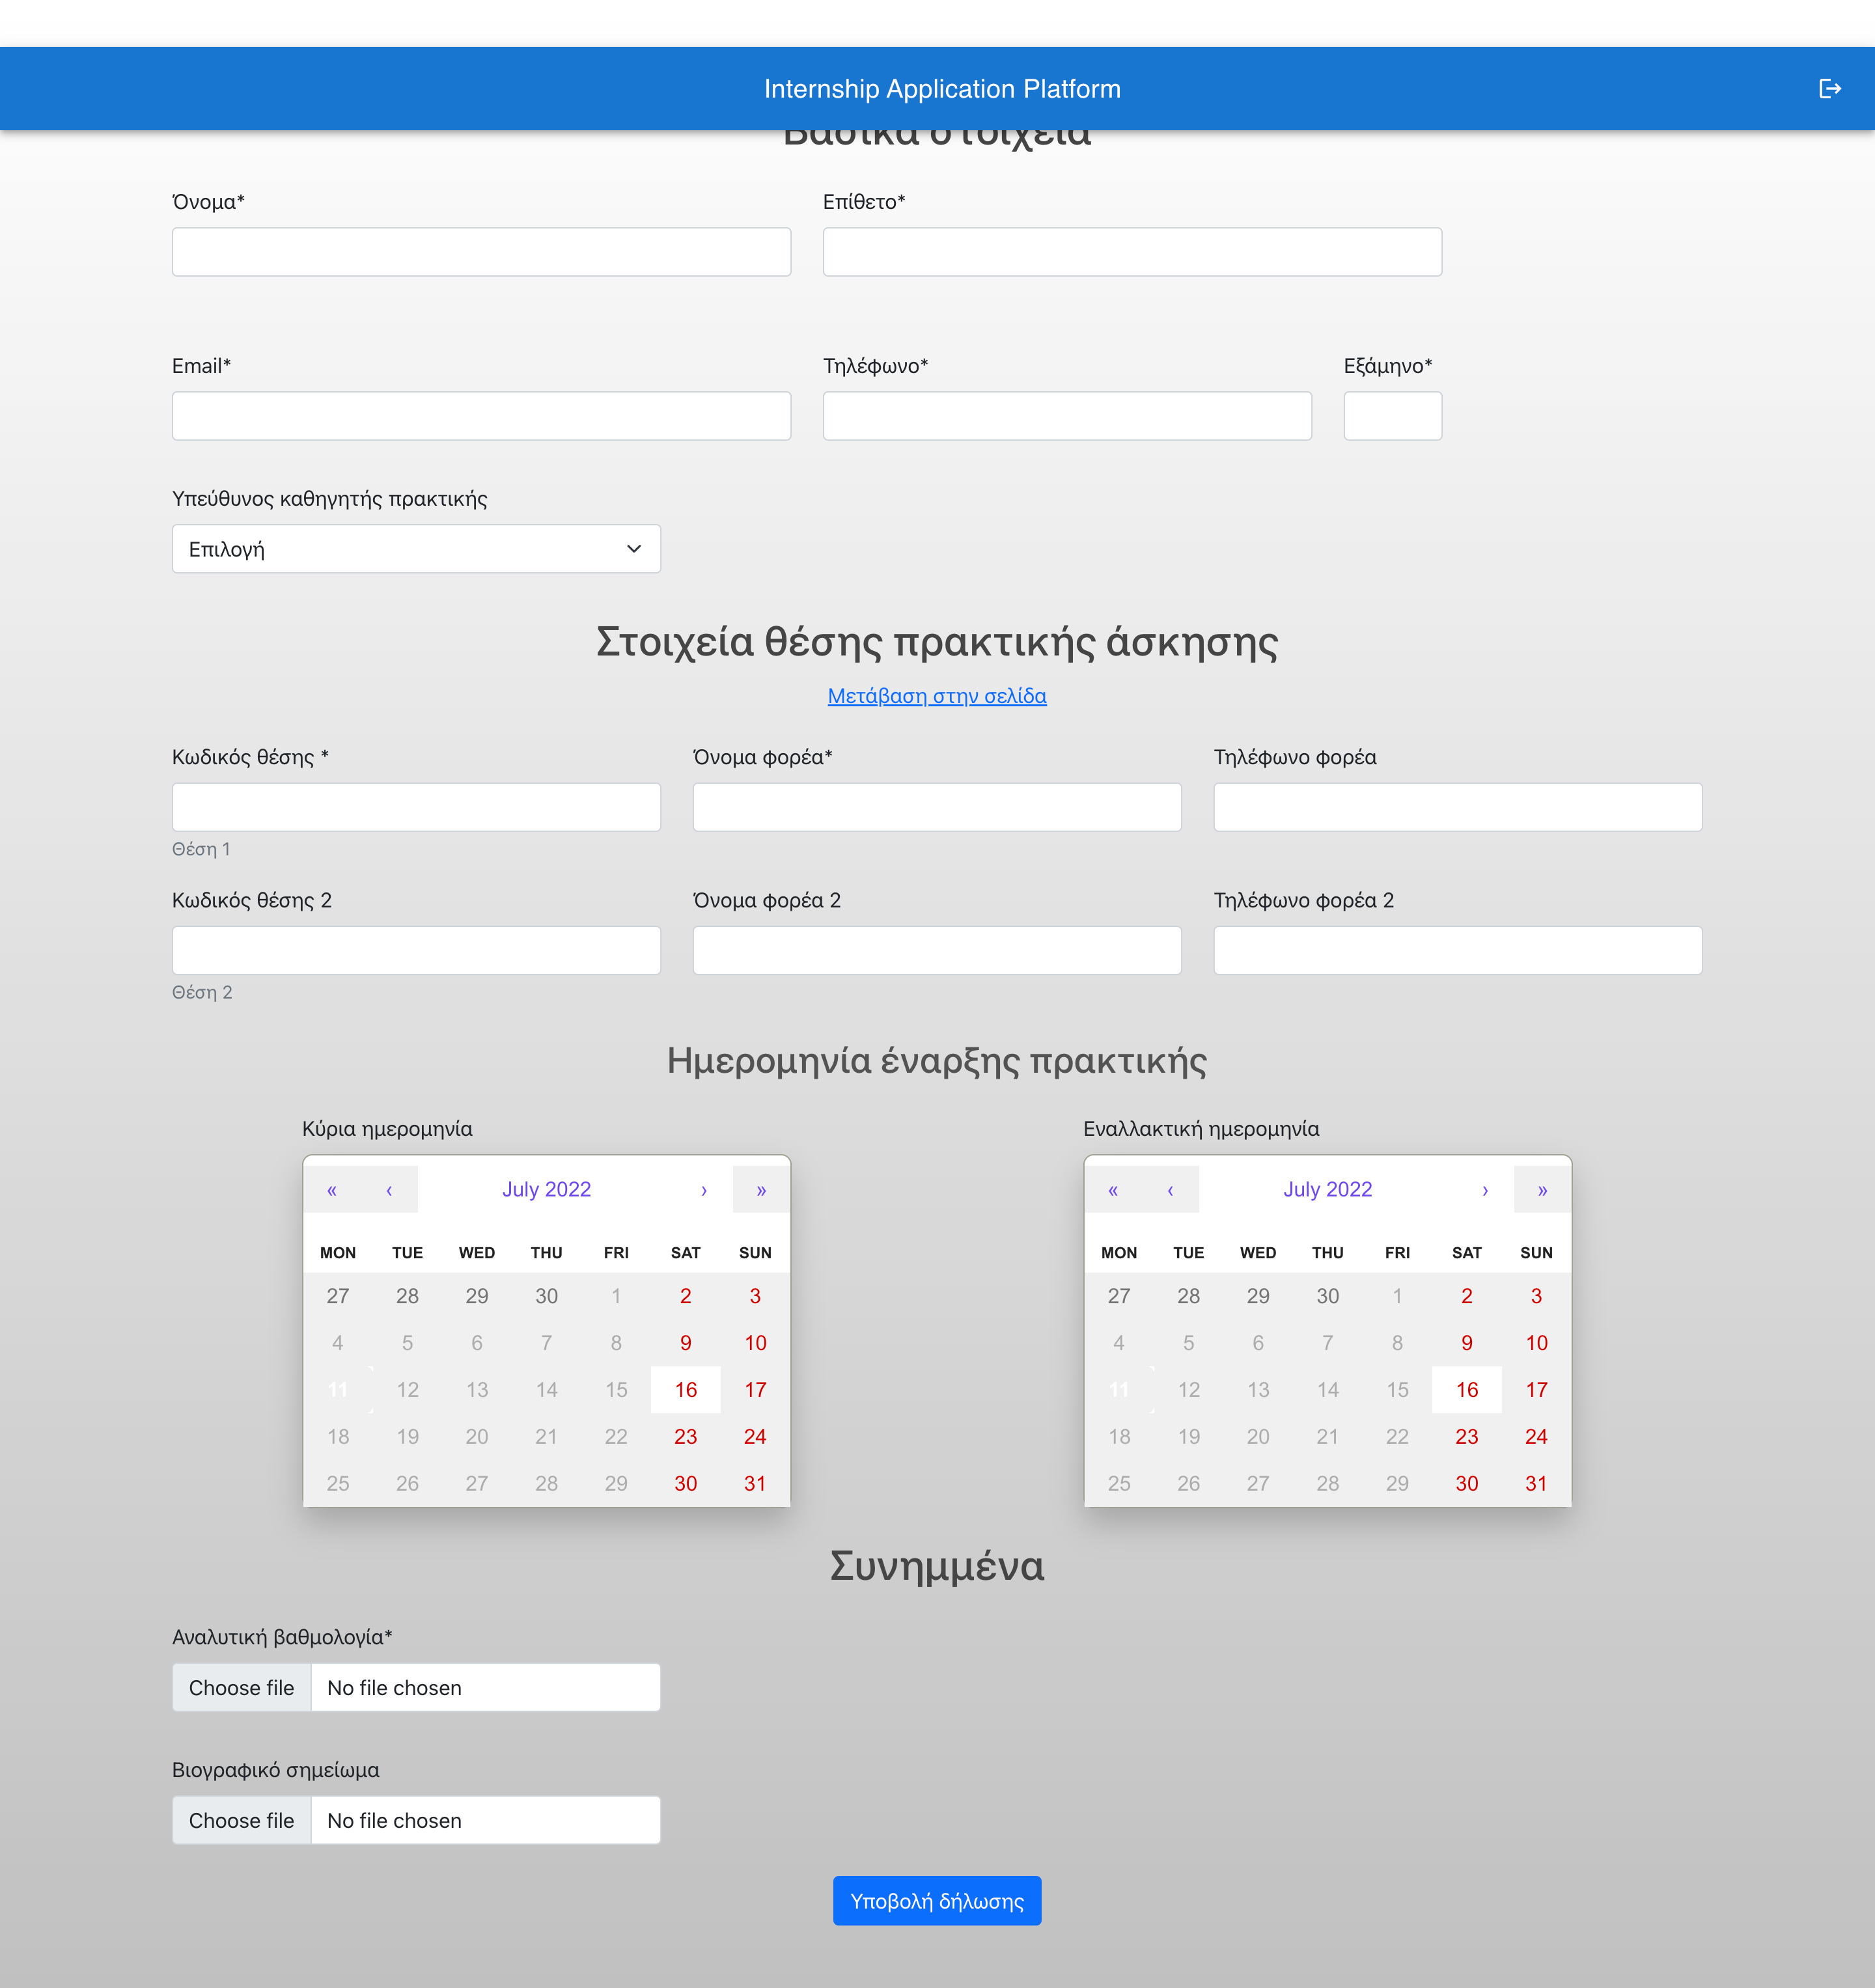 Internship Application Platform
Βασικά στοιχεία
Όνομα* Επίθετο*
Email* Τηλέφωνο* Εξάμηνο*
Υπεύθυνος καθηγητής πρακτικής
Επιλογή
Στοιχεία θέσης πρακτικής άσκησης
Μετάβαση στην σελίδα
Κωδικός θέσης * Όνομα φορέα* Τηλέφωνο φορέα
Θέση 1
Κωδικός θέσης 2 Όνομα φορέα 2 Τηλέφωνο φορέα 2
Θέση 2
Ημερομηνία έναρξης πρακτικής
Κύρια ημερομηνία
« ‹ July 2022 › »
MON TUE WED THU FRI SAT SUN
27 28 29 30 1 2 3
4 5 6 7 8 9 10
11 12 13 14 15 16 17
18 19 20 21 22 23 24
25 26 27 28 29 30 31
Εναλλακτική ημερομηνία
« ‹ July 2022 › »
MON TUE WED THU FRI SAT SUN
27 28 29 30 1 2 3
4 5 6 7 8 9 10
11 12 13 14 15 16 17
18 19 20 21 22 23 24
25 26 27 28 29 30 31
Συνημμένα
Αναλυτική βαθμολογία*
Choose file No file chosen
Βιογραφικό σημείωμα
Choose file No file chosen
Υποβολή δήλωσης